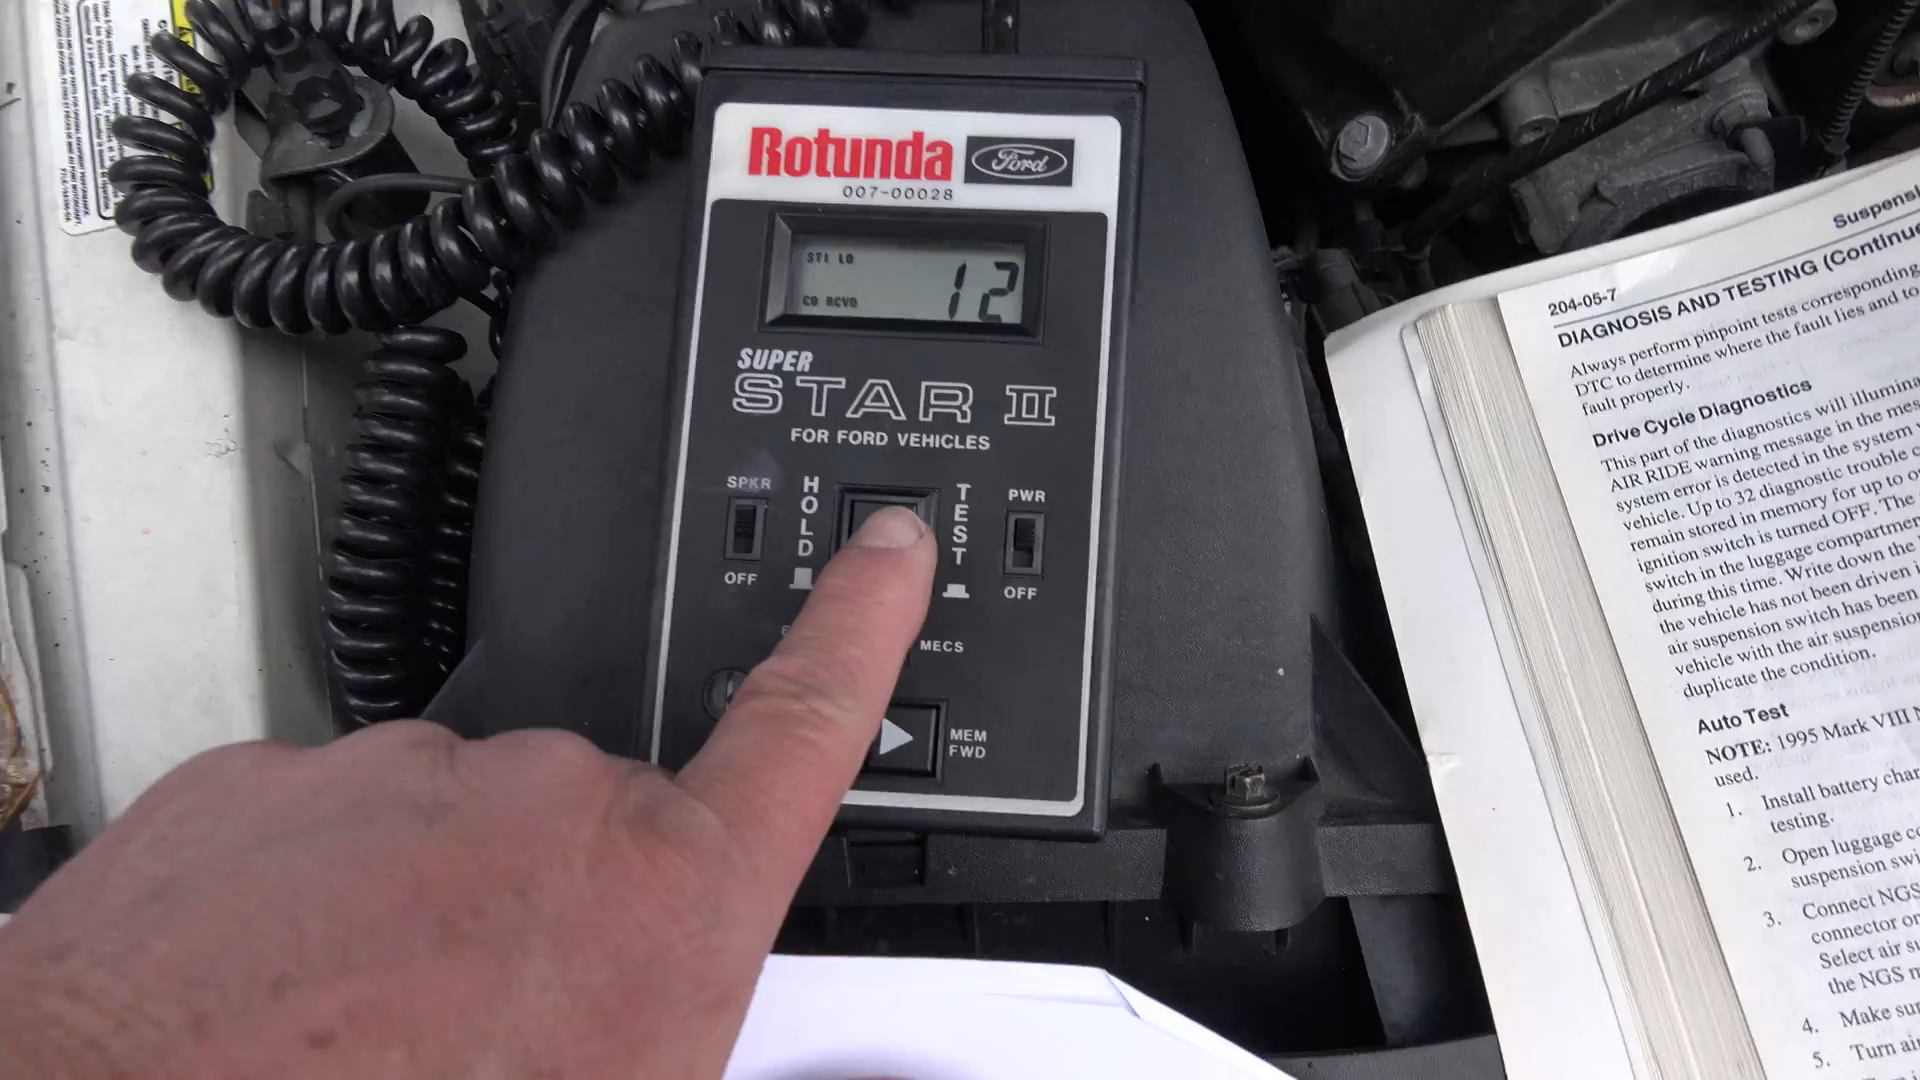 Rotunda Ford
007-00028
STI LO
12
CO RCVD
SUPER
STAR II
FOR FORD VEHICLES
SPKR
HOLD
TEST
PWR
OFF
OFF
MECS
MEM
FWD
204-05-7
DIAGNOSIS AND TESTING (Continue
Always perform pinpoint tests corresponding
DTC to determine where the fault lies and to
fault properly.
Drive Cycle Diagnostics
This part of the diagnostics will illumina
AIR RIDE warning message in the mes
system error is detected in the system
vehicle. Up to 32 diagnostic trouble c
remain stored in memory for up to
ignition switch is turned OFF. The
switch in the luggage compartmen
during this time. Write down the
the vehicle has not been driven i
air suspension switch has been
vehicle with the air suspension
duplicate the condition.
Auto Test
NOTE: 1995 Mark VIII
used.
1. Install battery char
testing.
2. Open luggage co
suspension swi
3. Connect NGS
connector or
Select air su
the NGS m
4. Make sur
5. Turn air